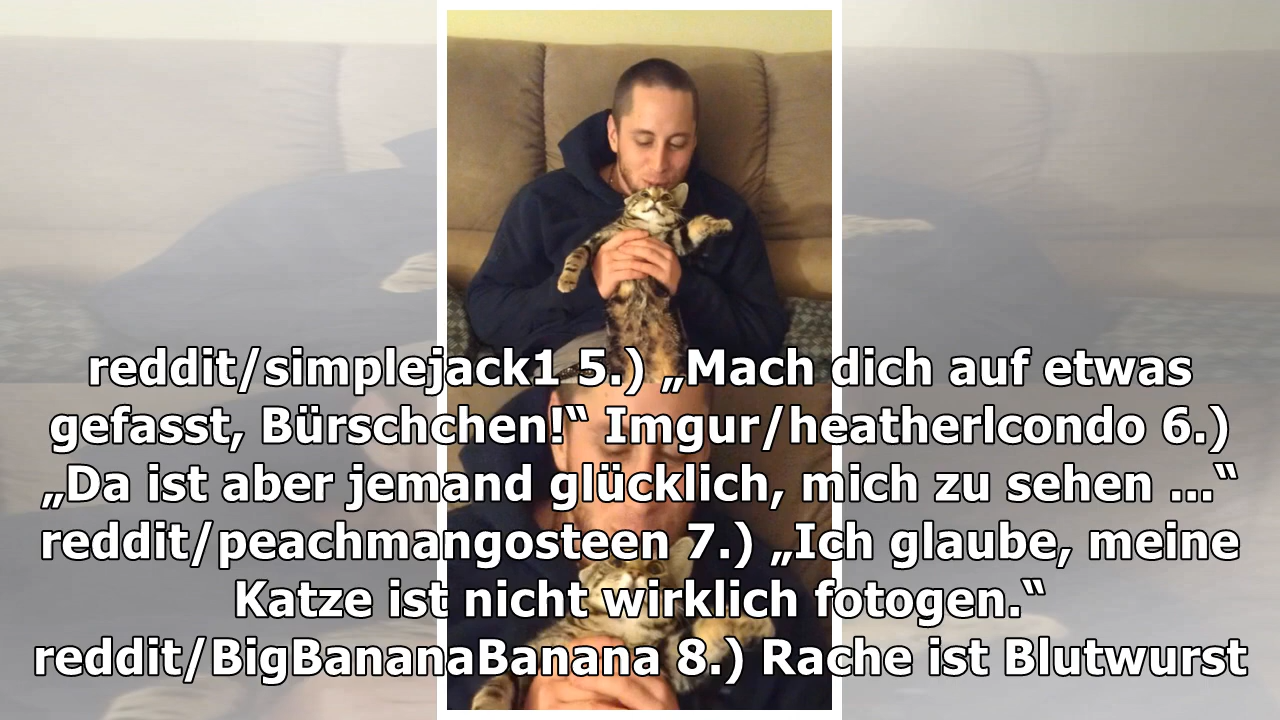 reddit/simplejack1 5.) „Mach dich auf etwas
gefasst, Bürschchen!“ Imgur/heatherlcondo 6.)
„Da ist aber jemand glücklich, mich zu sehen ...“
reddit/peachmangosteen 7.) „Ich glaube, meine
Katze ist nicht wirklich fotogen.“
reddit/BigBananaBanana 8.) Rache ist Blutwurst